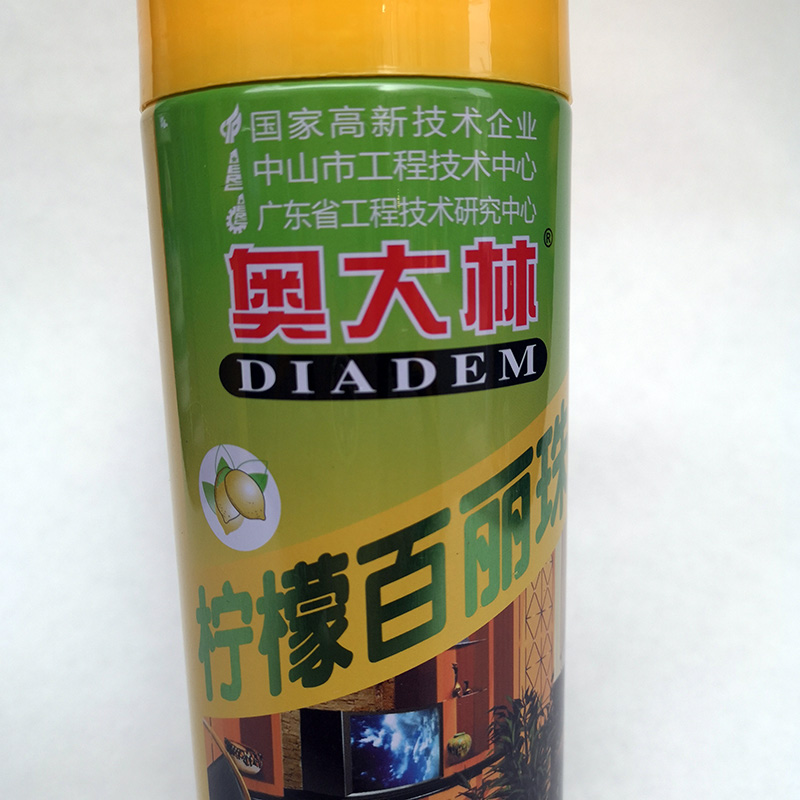 国家高新技术企业
中山市工程技术中心
广东省工程技术研究中心
奥大林®
DIADEM
柠檬百丽珠